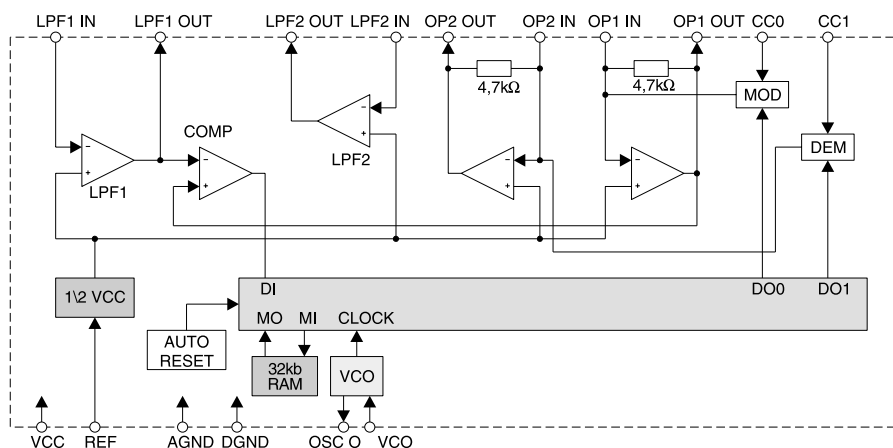 LPF1 IN LPF1 OUT LPF2 OUT LPF2 IN OP2 OUT OP2 IN OP1 IN OP1 OUT CC0 CC1
4,7kΩ 4,7kΩ
MOD
COMP
DEM
LPF2
LPF1
1\2 VCC
DI DO0 DO1
MO MI CLOCK
AUTO
RESET
32kb
RAM
VCO
VCC REF AGND DGND OSC O VCO